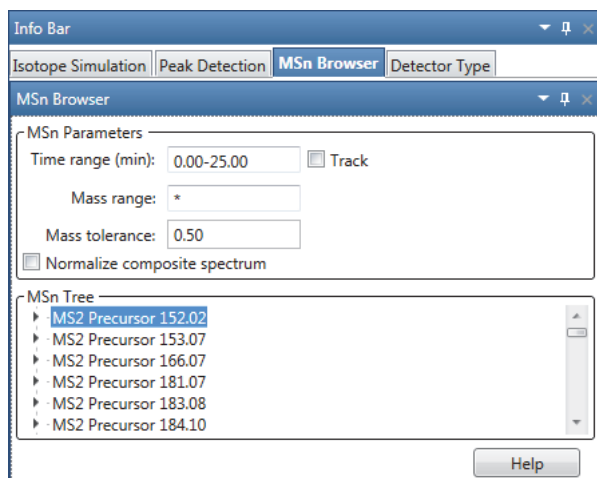 Info Bar
Isotope Simulation Peak Detection MSn Browser Detector Type
MSn Browser
MSn Parameters
Time range (min): 0.00-25.00 Track
Mass range: *
Mass tolerance: 0.50
Normalize composite spectrum
MSn Tree
MS2 Precursor 152.02
MS2 Precursor 153.07
MS2 Precursor 166.07
MS2 Precursor 181.07
MS2 Precursor 183.08
MS2 Precursor 184.10
Help